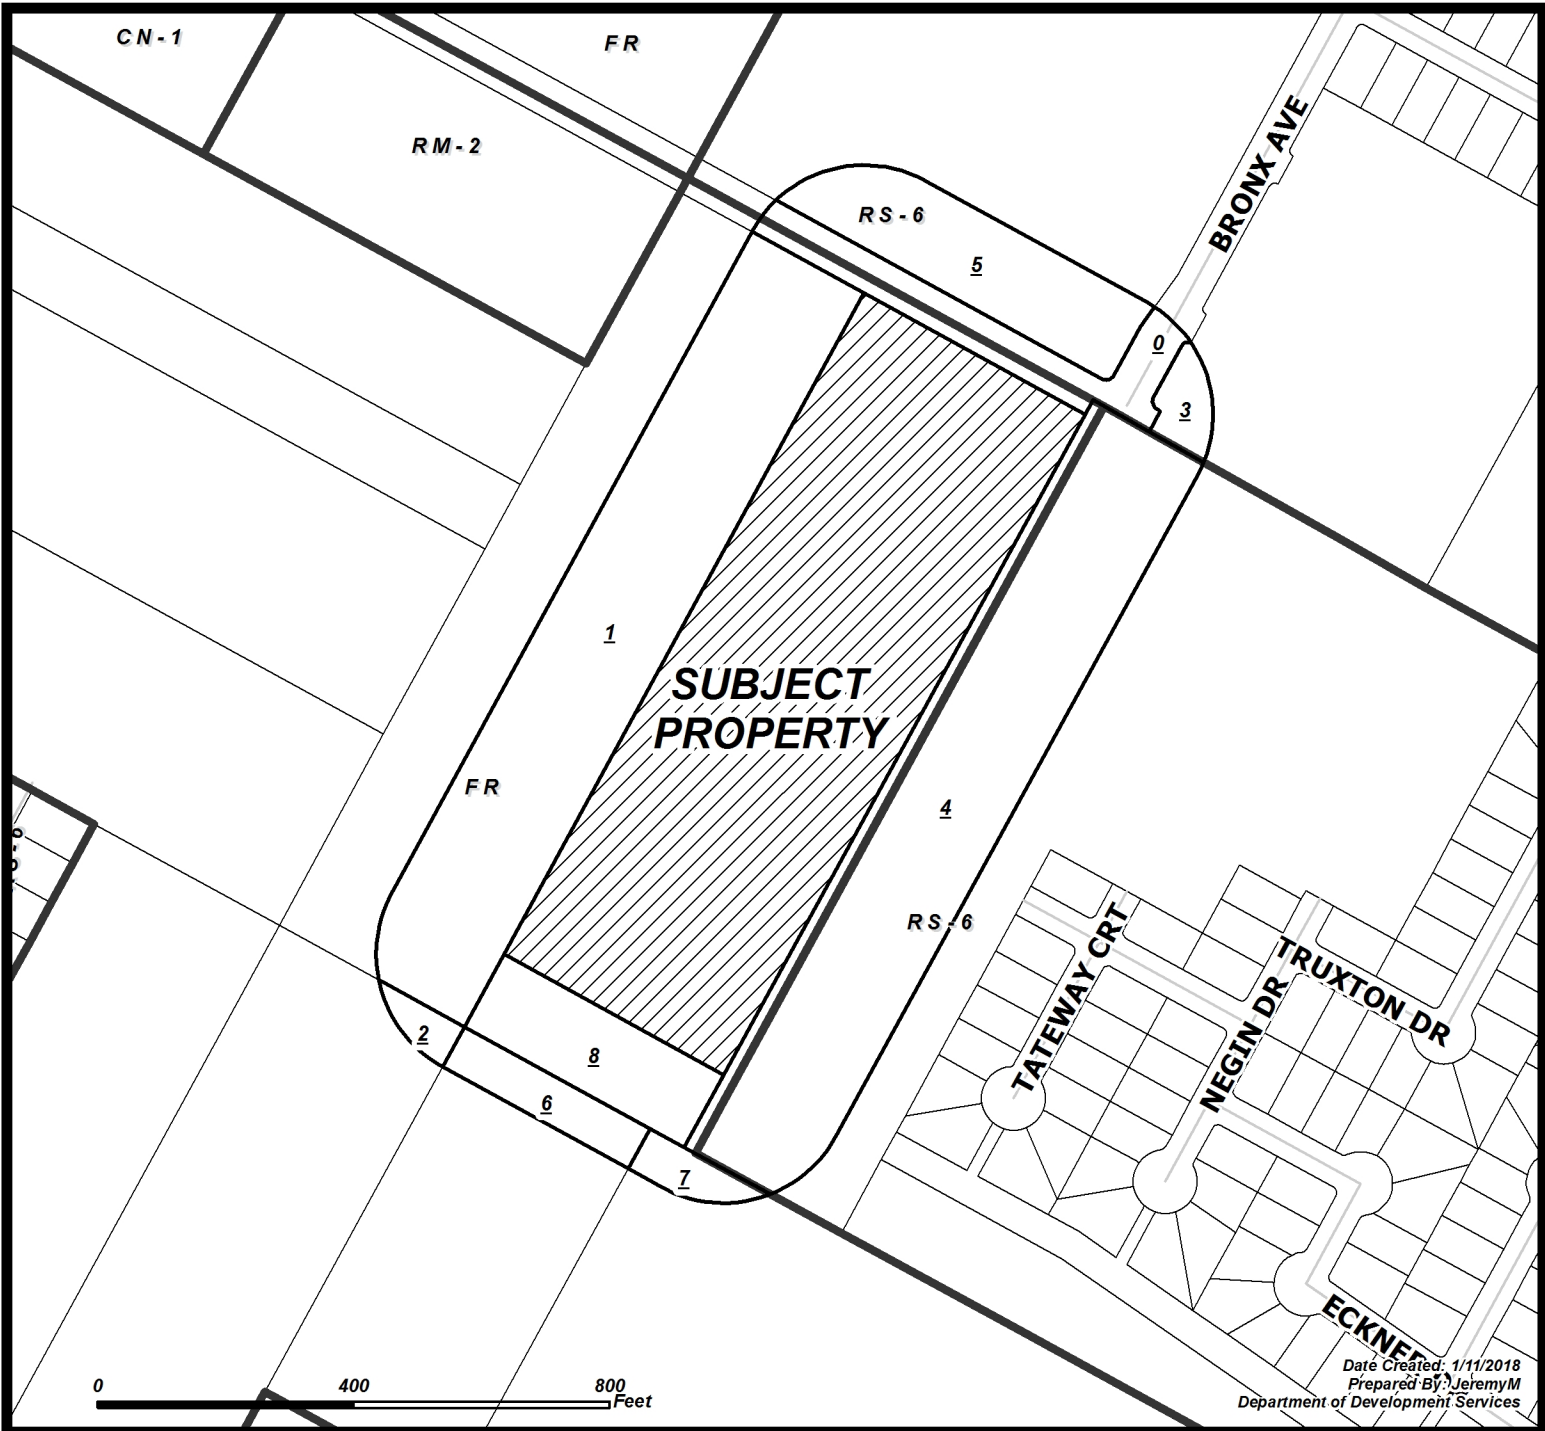 CN-1
FR
RM-2
BRONX AVE
RS-6
5
0
3
1
SUBJECT
PROPERTY
FR
4
RS-6
TATEWAY CRT
TRUXTON DR
NEGIN DR
2
8
6
7
0 400 800
Feet
Date Created: 1/11/2018
Prepared By: JeremyM
Department of Development Services